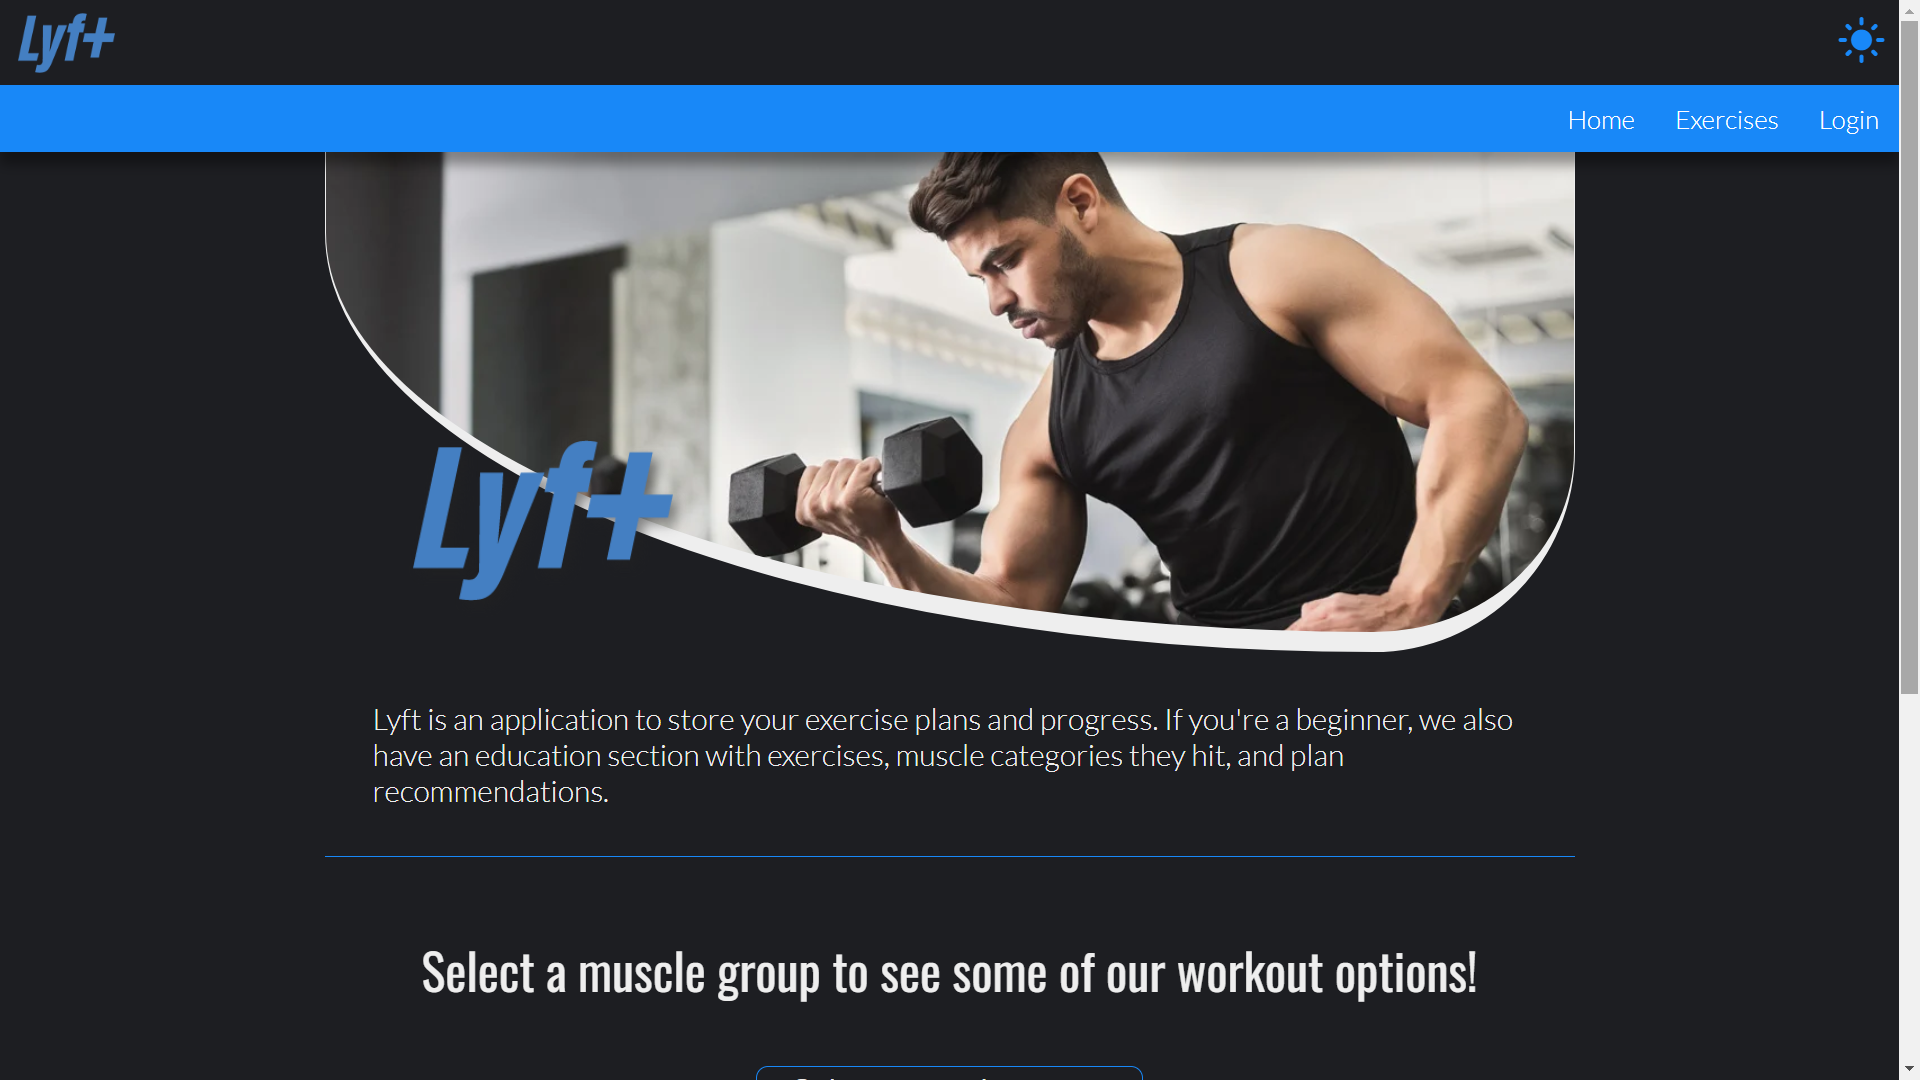 Lyf+
Home
Exercises
Login
Lyf+
Lyft is an application to store your exercise plans and progress. If you're a beginner, we also
have an education section with exercises, muscle categories they hit, and plan
recommendations.
Select a muscle group to see some of our workout options!